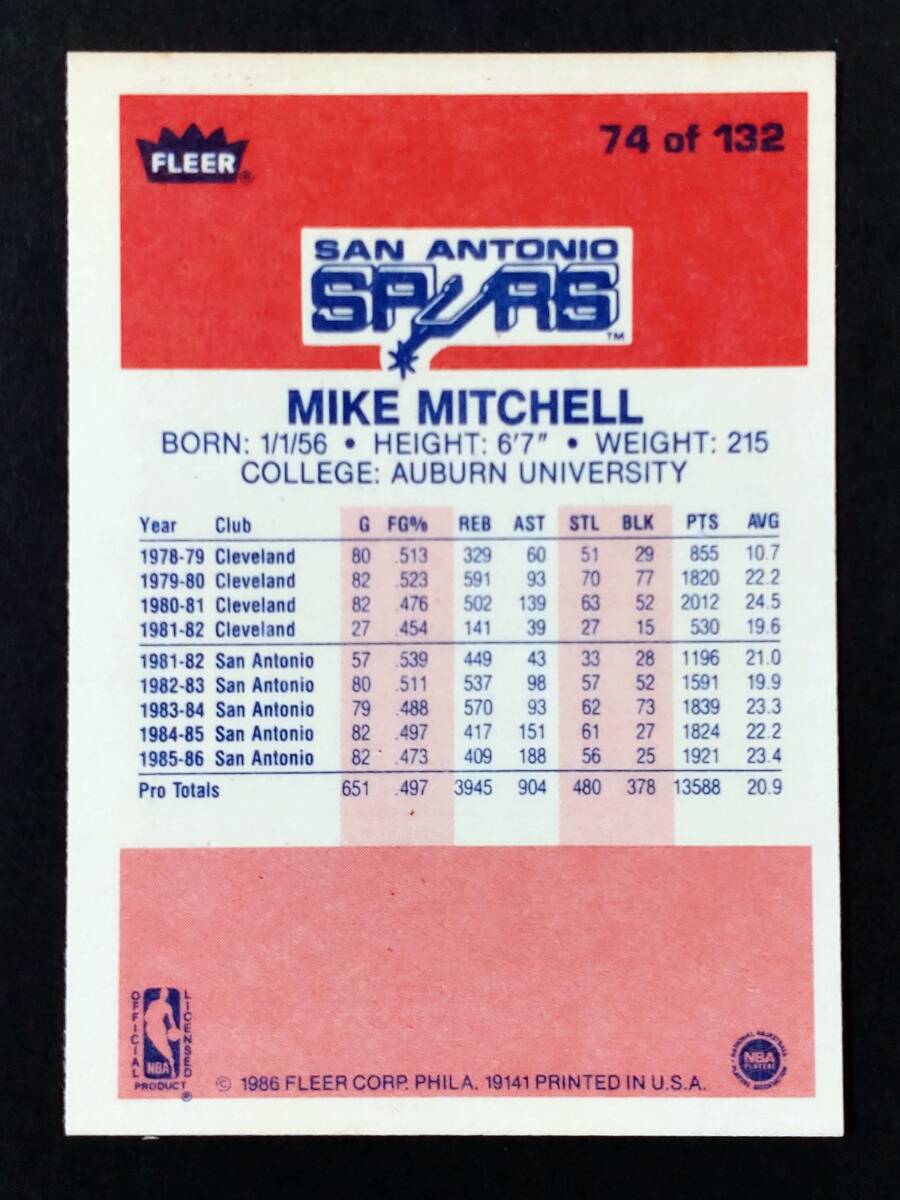 FLEER®
74 of 132
SAN ANTONIO
SPURS™
MIKE MITCHELL
BORN: 1/1/56 • HEIGHT: 6'7" • WEIGHT: 215
COLLEGE: AUBURN UNIVERSITY
Year Club G FG% REB AST STL BLK PTS AVG
1978-79 Cleveland 80 .513 329 60 51 29 855 10.7
1979-80 Cleveland 82 .523 591 93 70 77 1820 22.2
1980-81 Cleveland 82 .476 502 139 63 52 2012 24.5
1981-82 Cleveland 27 .454 141 39 27 15 530 19.6
1981-82 San Antonio 57 .539 449 43 33 28 1196 21.0
1982-83 San Antonio 80 .511 537 98 57 52 1591 19.9
1983-84 San Antonio 79 .488 570 93 62 73 1839 23.3
1984-85 San Antonio 82 .497 417 151 61 27 1824 22.2
1985-86 San Antonio 82 .473 409 188 56 25 1921 23.4
Pro Totals 651 .497 3945 904 480 378 13588 20.9
OFFICIAL
LICENSED
NBA
PRODUCT
®
© 1986 FLEER CORP. PHILA. 19141 PRINTED IN U.S.A.
NATIONAL BASKETBALL
NBA
PLAYERS
PLAYERS ASSOCIATION